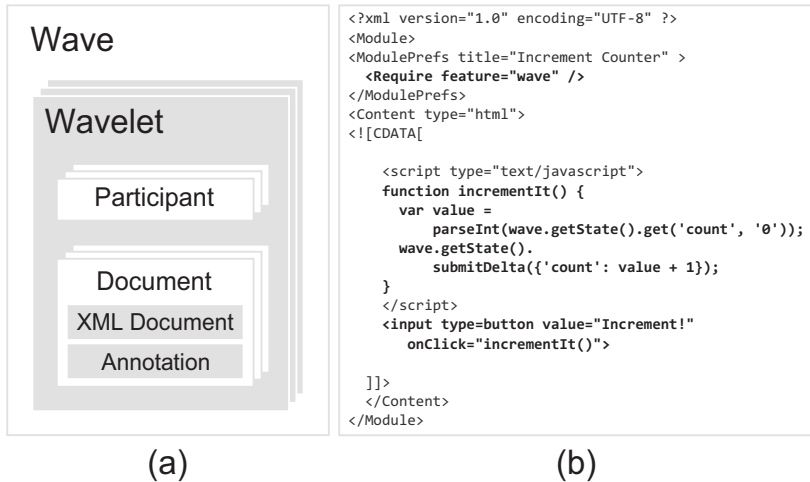 Wave
Wavelet
Participant
Document
XML Document
Annotation
(a)
<?xml version="1.0" encoding="UTF-8" ?>
<Module>
<ModulePrefs title="Increment Counter" >
<Require feature="wave" />
</ModulePrefs>
<Content type="html">
<![CDATA[
<script type="text/javascript">
function incrementIt() {
var value =
parseInt(wave.getState().get('count', '0'));
wave.getState().
submitDelta({'count': value + 1});
}
</script>
<input type=button value="Increment!"
onClick="incrementIt()">
]]>
</Content>
</Module>
(b)